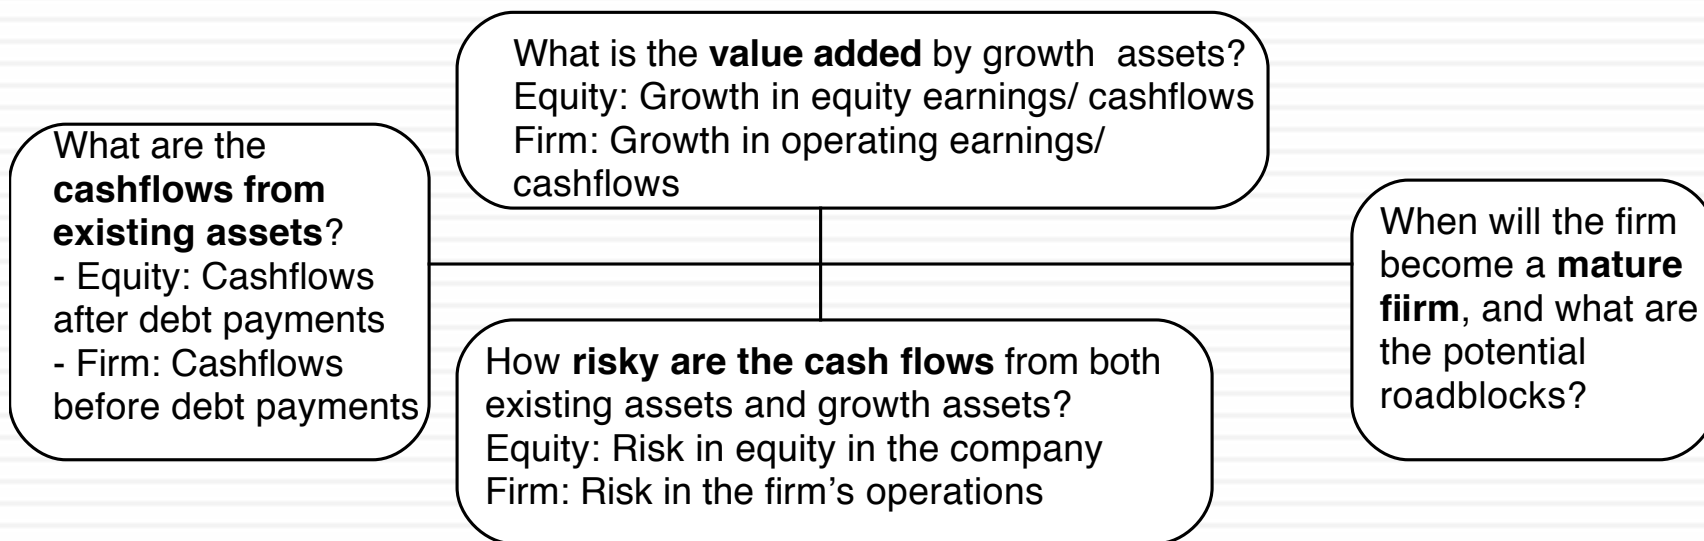 What is the value added by growth assets?
Equity: Growth in equity earnings/ cashflows
Firm: Growth in operating earnings/
cashflows
What are the
cashflows from
existing assets?
- Equity: Cashflows
after debt payments
- Firm: Cashflows
before debt payments
How risky are the cash flows from both
existing assets and growth assets?
Equity: Risk in equity in the company
Firm: Risk in the firm’s operations
When will the firm
become a mature
fiirm, and what are
the potential
roadblocks?